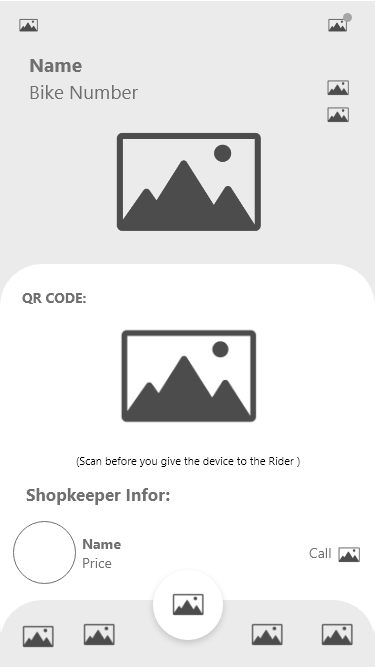 Name
Bike Number
QR CODE:
(Scan before you give the device to the Rider )
Shopkeeper Infor:
Name
Price
Call